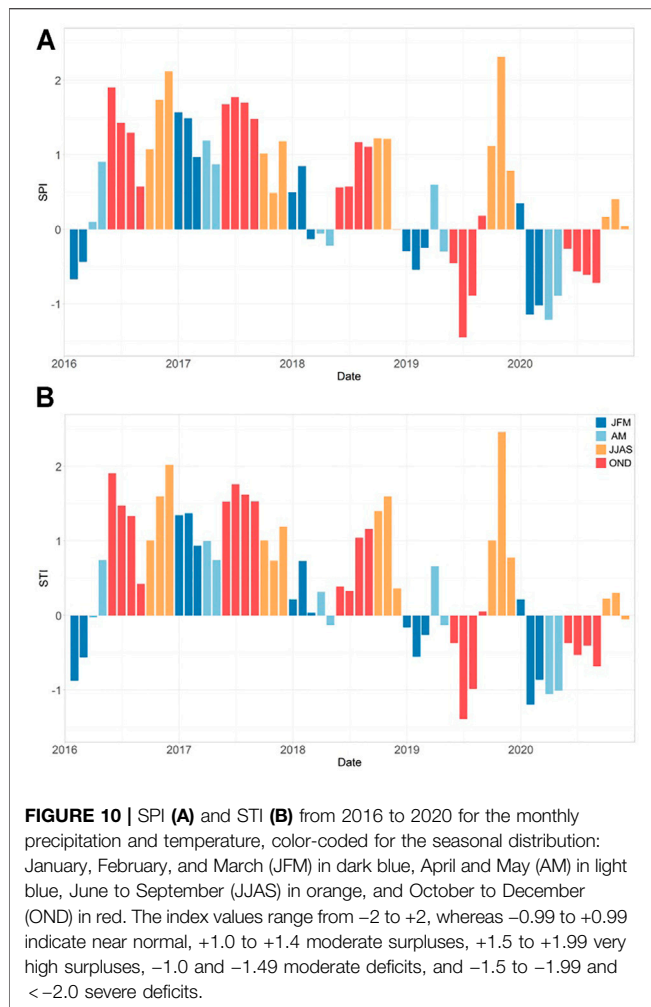 A
2
1
0
-1
SPI
2016 2017 2018 2019 2020
Date
B
JFM
AM
JJAS
OND
2
1
0
-1
STI
2016 2017 2018 2019 2020
Date
FIGURE 10 | SPI (A) and STI (B) from 2016 to 2020 for the monthly
precipitation and temperature, color-coded for the seasonal distribution:
January, February, and March (JFM) in dark blue, April and May (AM) in light
blue, June to September (JJAS) in orange, and October to December
(OND) in red. The index values range from −2 to +2, whereas −0.99 to +0.99
indicate near normal, +1.0 to +1.4 moderate surpluses, +1.5 to +1.99 very
high surpluses, −1.0 and −1.49 moderate deficits, and −1.5 to −1.99 and
<−2.0 severe deficits.